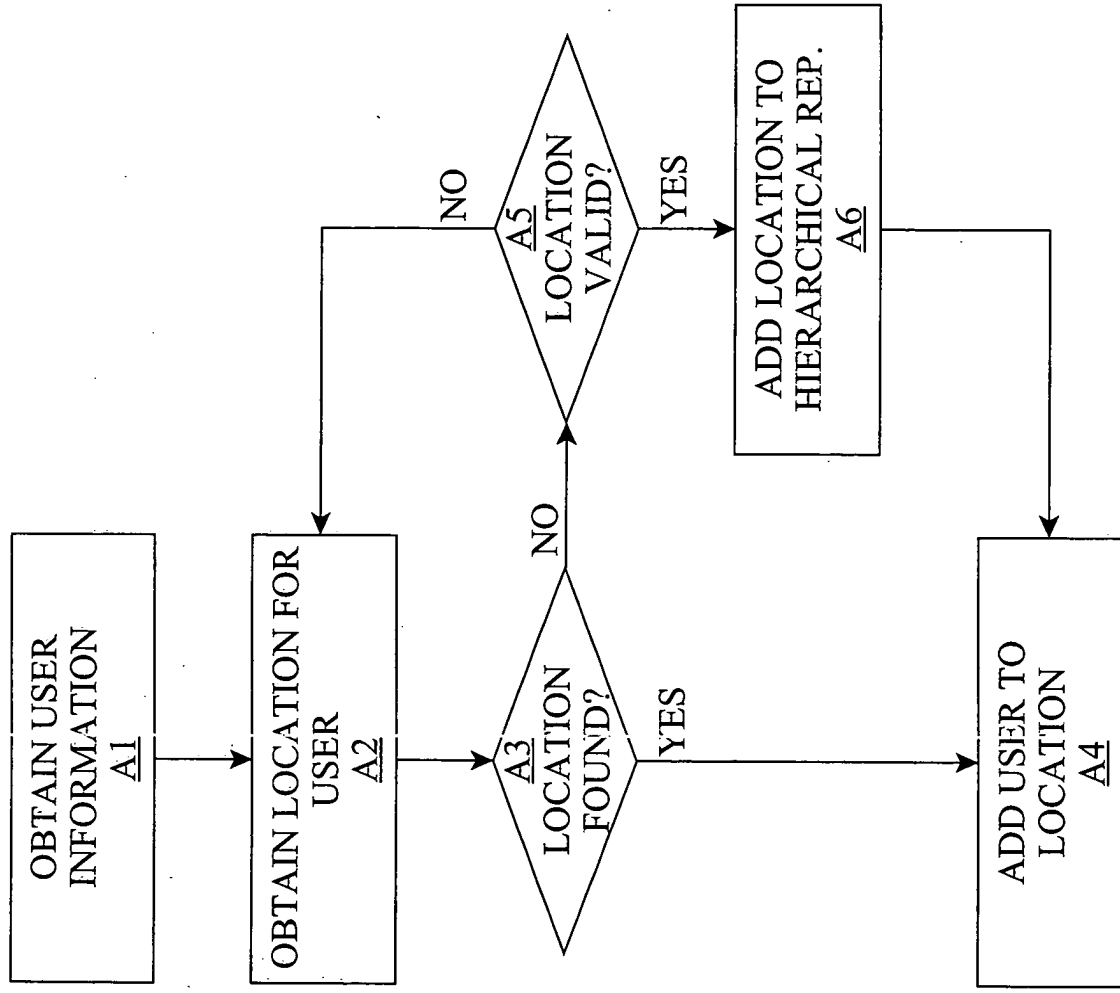 OBTAIN USER
INFORMATION
A1
OBTAIN LOCATION FOR
USER
A2
A3
LOCATION
FOUND?
NO
YES
A5
LOCATION
VALID?
NO
YES
ADD LOCATION TO
HIERARCHICAL REP.
A6
ADD USER TO
LOCATION
A4